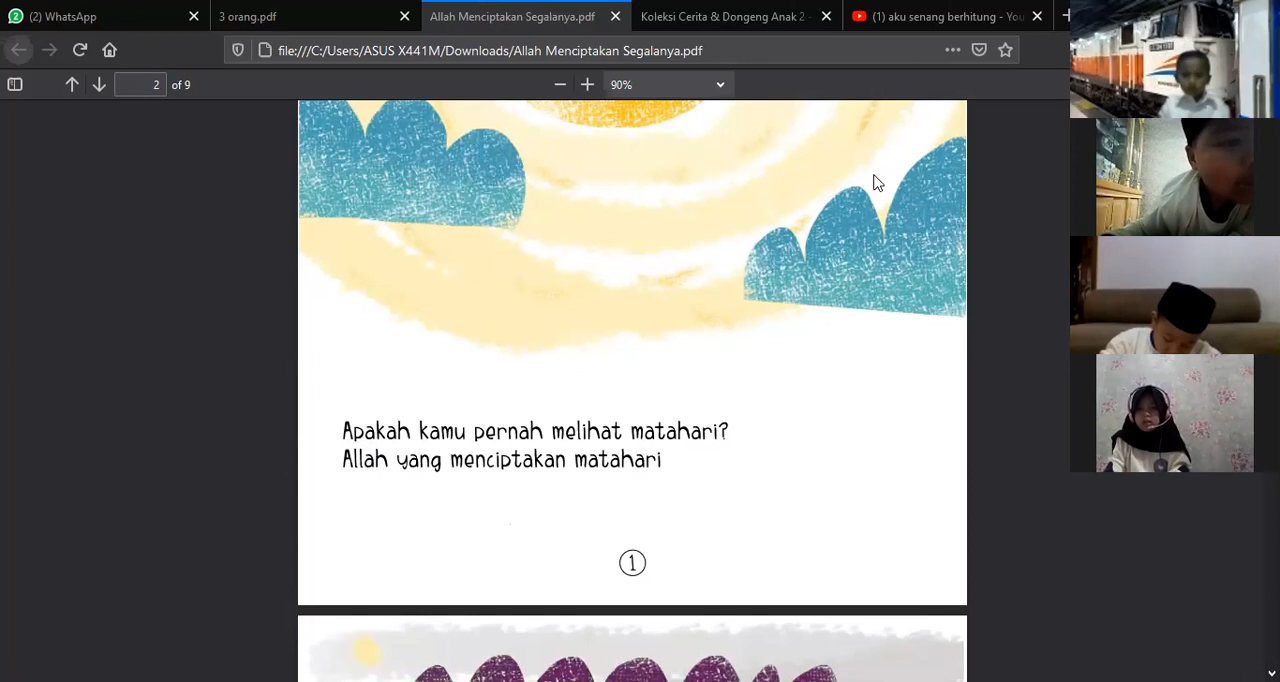 (2) WhatsApp
3 orang.pdf
Allah Menciptakan Segalanya.pdf
Koleksi Cerita & Dongeng Anak 2 -
(1) aku senang berhitung - You
file:///C:/Users/ASUS X441M/Downloads/Allah Menciptakan Segalanya.pdf
2 of 9
90%
Apakah kamu pernah melihat matahari?
Allah yang menciptakan matahari
1